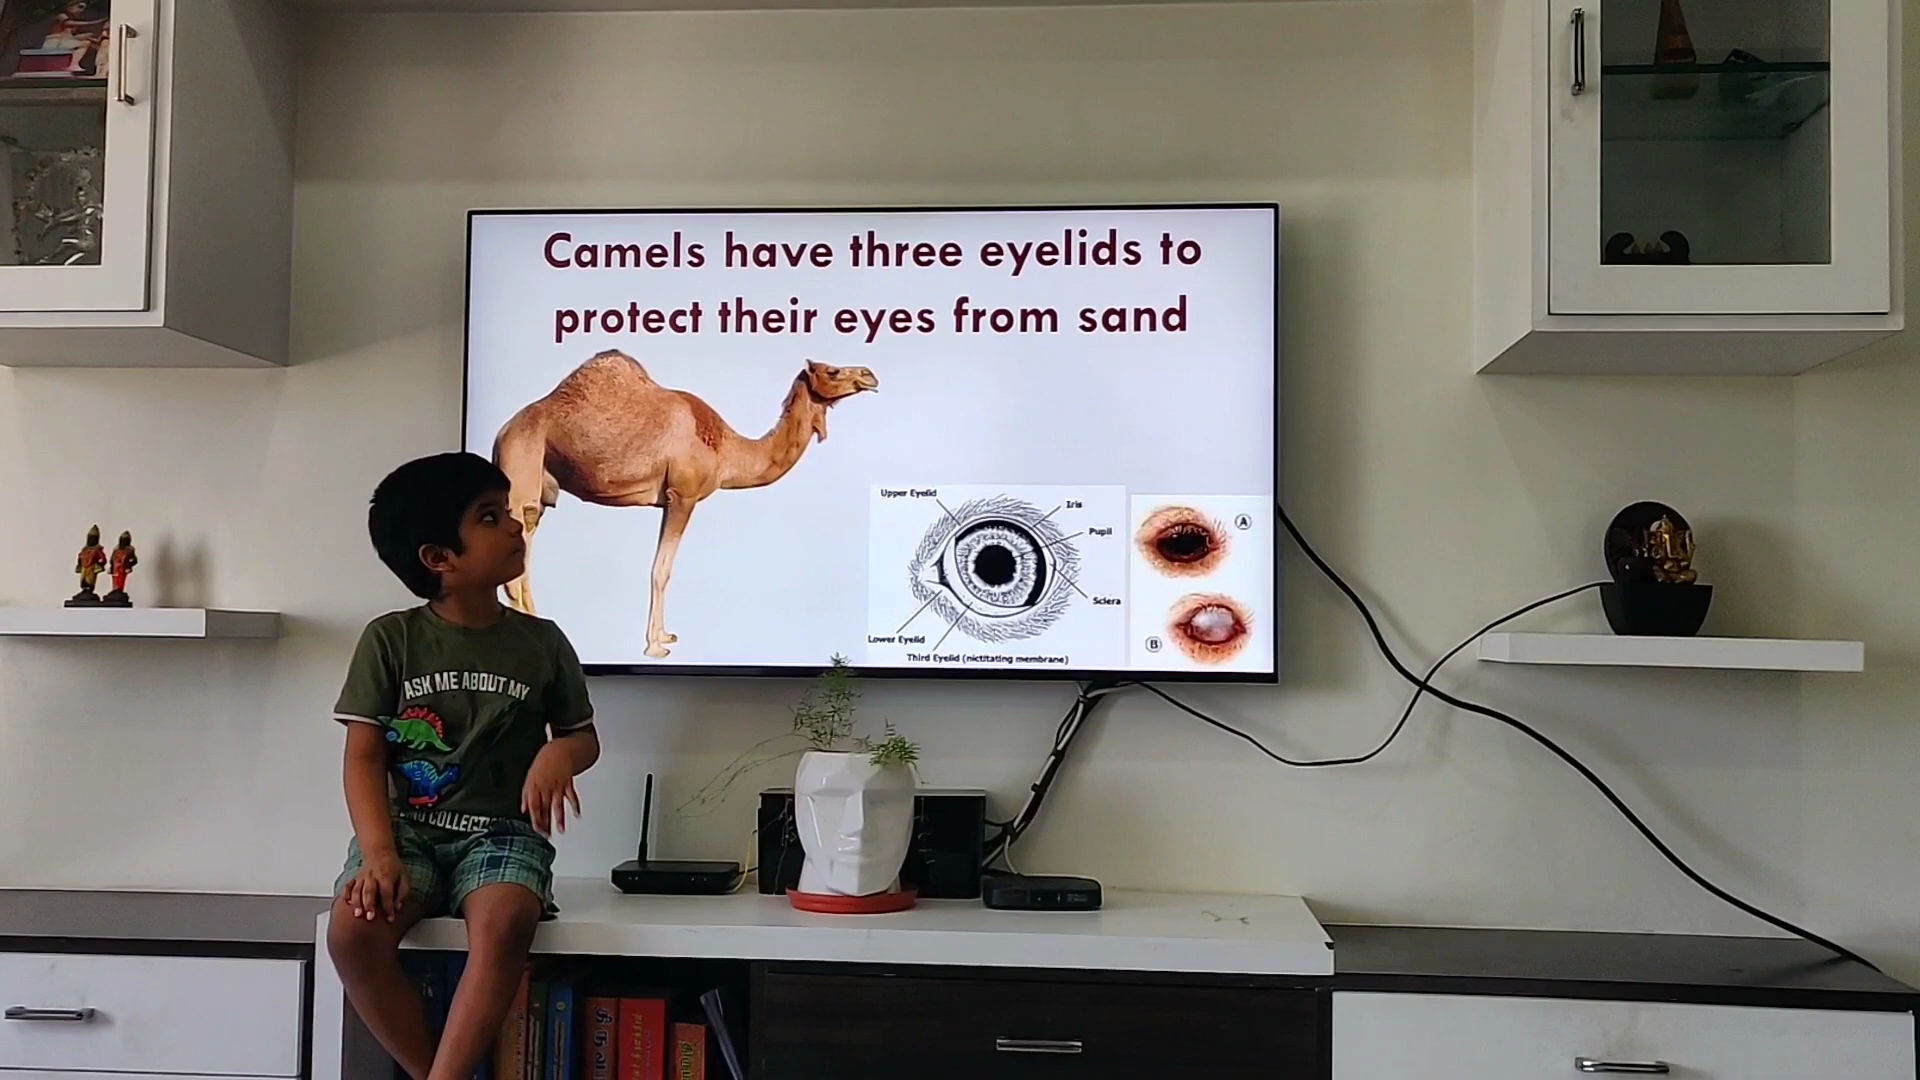 Camels have three eyelids to
protect their eyes from sand
Upper Eyelid
Iris
Pupil
Sclera
Lower Eyelid
Third Eyelid (nictitating membrane)
A
B
ASK ME ABOUT MY
COLLECTI